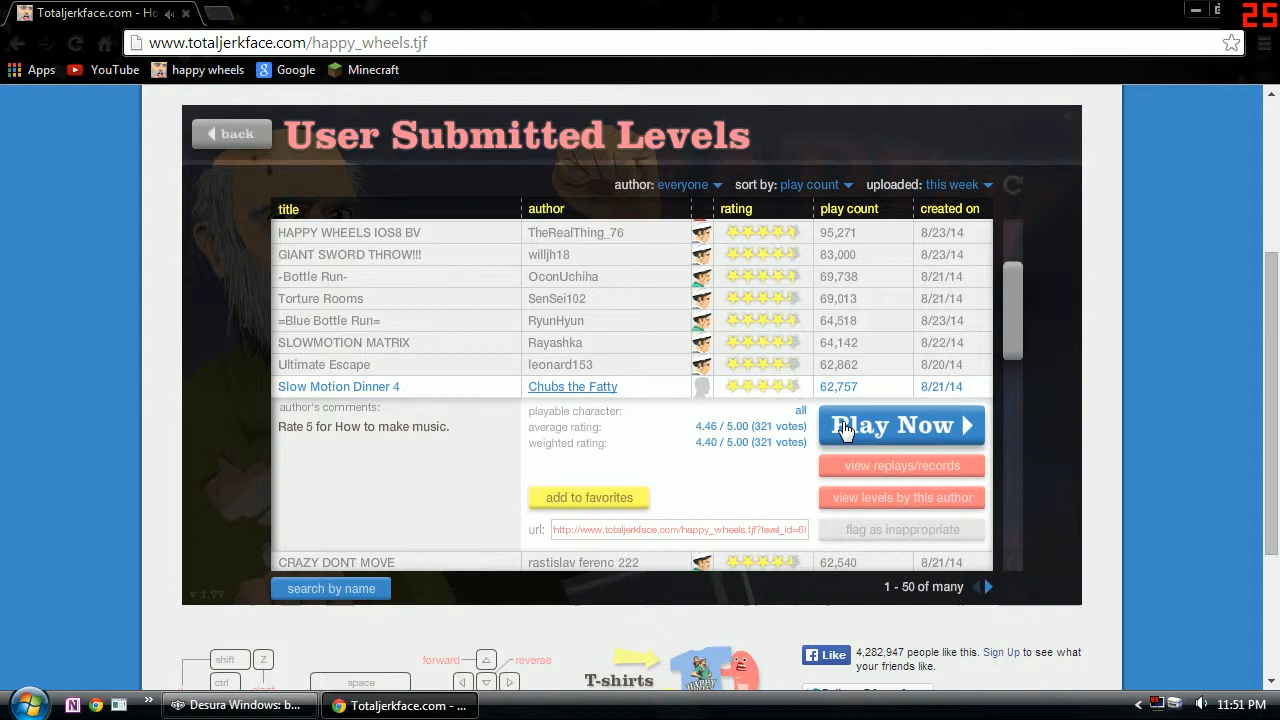 Totaljerkface.com - Ho
25
www.totaljerkface.com/happy_wheels.tjf
Apps YouTube happy wheels Google Minecraft
back User Submitted Levels
author: everyone sort by: play count uploaded: this week
title author rating play count created on
HAPPY WHEELS IOS8 BV TheRealThing_76 95,271 8/23/14
GIANT SWORD THROW!!! willjh18 83,000 8/23/14
-Bottle Run- OconUchiha 69,738 8/21/14
Torture Rooms SenSei102 69,013 8/21/14
=Blue Bottle Run= RyunHyun 64,518 8/23/14
SLOWMOTION MATRIX Rayashka 64,142 8/22/14
Ultimate Escape leonard153 62,862 8/20/14
Slow Motion Dinner 4 Chubs the Fatty 62,757 8/21/14
author's comments:
Rate 5 for How to make music.
playable character: all
average rating: 4.46 / 5.00 (321 votes)
weighted rating: 4.40 / 5.00 (321 votes)
Play Now
view replays/records
add to favorites
view levels by this author
url: http://www.totaljerkface.com/happy_wheels.tjf?level_id=
flag as inappropriate
CRAZY DONT MOVE rastislav ferenc 222 62,540 8/21/14
search by name
1 - 50 of many
v 1.77
shift Z
ctrl
space
forward
reverse
T-shirts
HAPPY
Like 4,282,947 people like this. Sign Up to see what
your friends like.
Desura Windows: b...
Totaljerkface.com - ...
11:51 PM